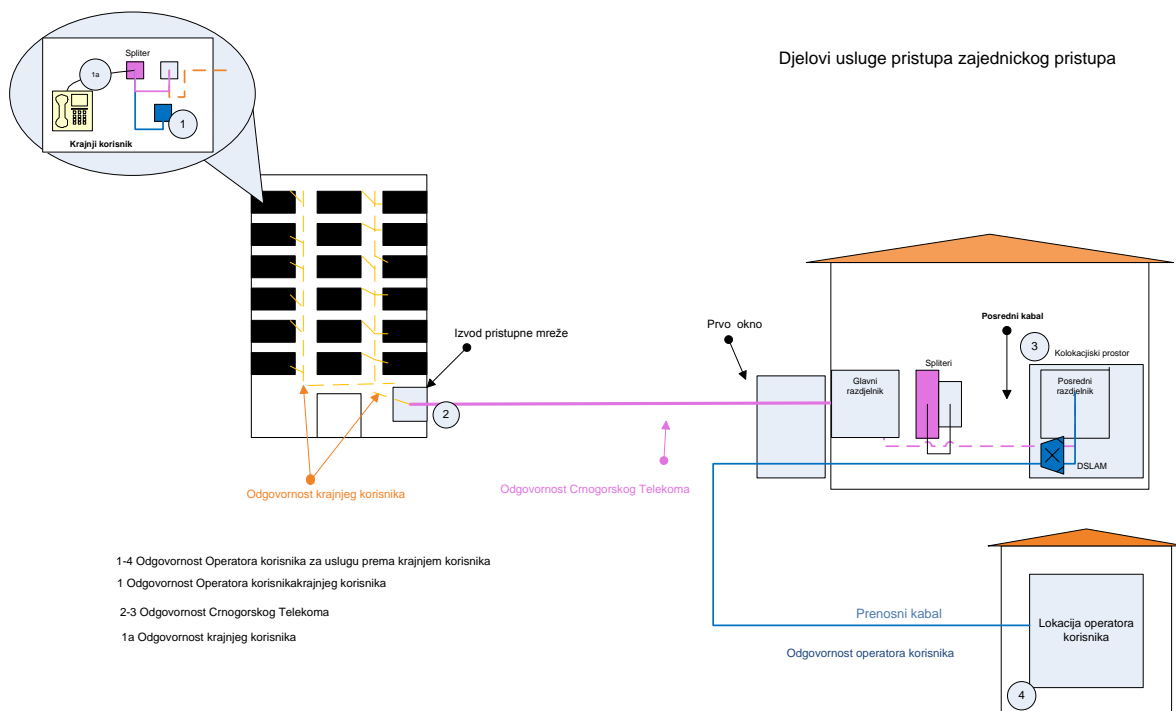 Djelovi usluge pristupa zajednickog pristupa
Spliter
1a
1
Krajnji korisnik
Izvod pristupne mreže
2
Prvo okno
Posredni kabal
3
Kolokacjiski prostor
Glavni
razdjelnik
Spliteri
Posredni
razdjelnik
DSLAM
Odgovornost krajnjeg korisnika
Odgovornost Crnogorskog Telekoma
1-4 Odgovornost Operatora korisnika za uslugu prema krajnjem korisnika
1 Odgovornost Operatora korisnikakrajnjeg korisnika
2-3 Odgovornost Crnogorskog Telekoma
1a Odgovornost krajnjeg korisnika
Prenosni kabal
Odgovornost operatora korisnika
Lokacija operatora
korisnika
4